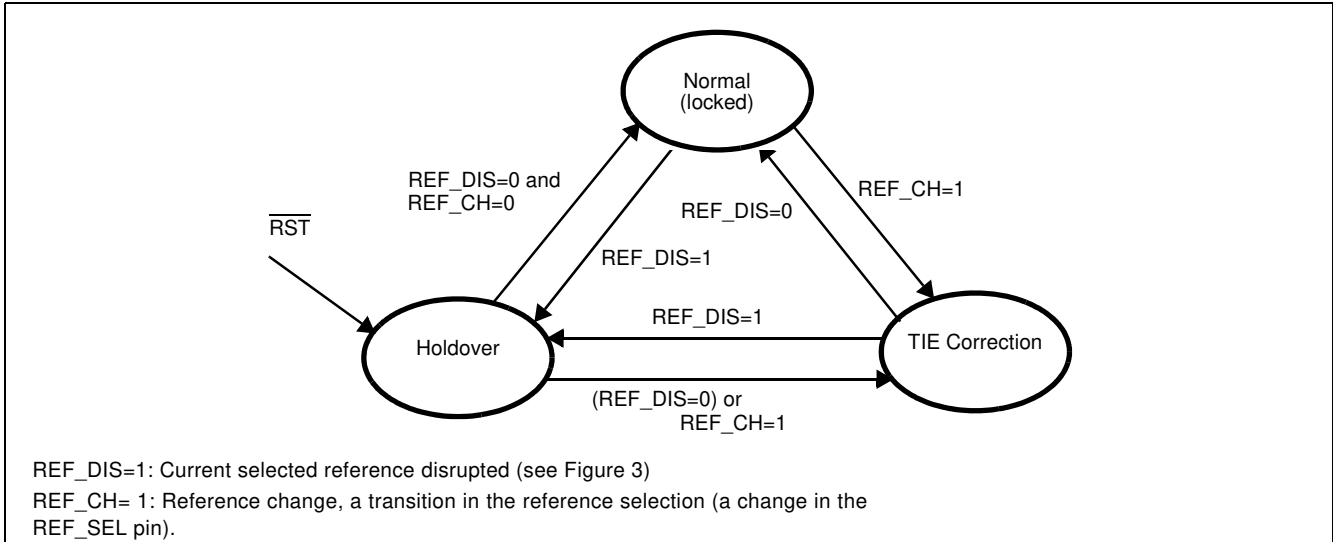 Normal
(locked)
REF_DIS=0 and
REF_CH=0
REF_CH=1
REF_DIS=0
RST
REF_DIS=1
REF_DIS=1
Holdover
TIE Correction
(REF_DIS=0) or
REF_CH=1
REF_DIS=1: Current selected reference disrupted (see Figure 3)
REF_CH= 1: Reference change, a transition in the reference selection (a change in the
REF_SEL pin).